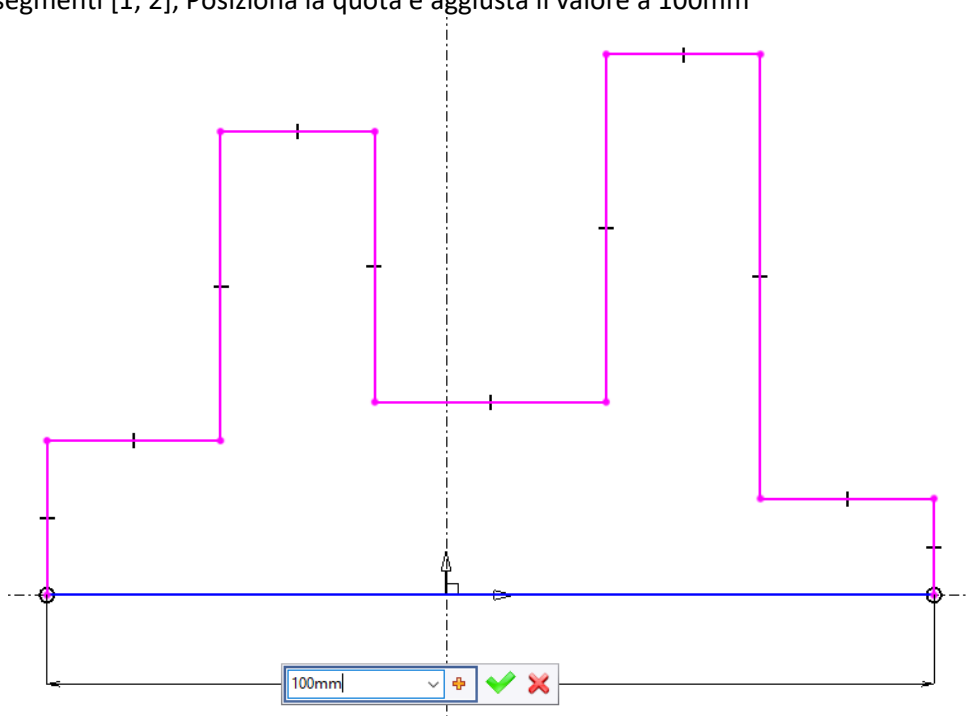 segmenti [1, 2], Posiziona la quota e aggiusta il valore a 100mm
100mm